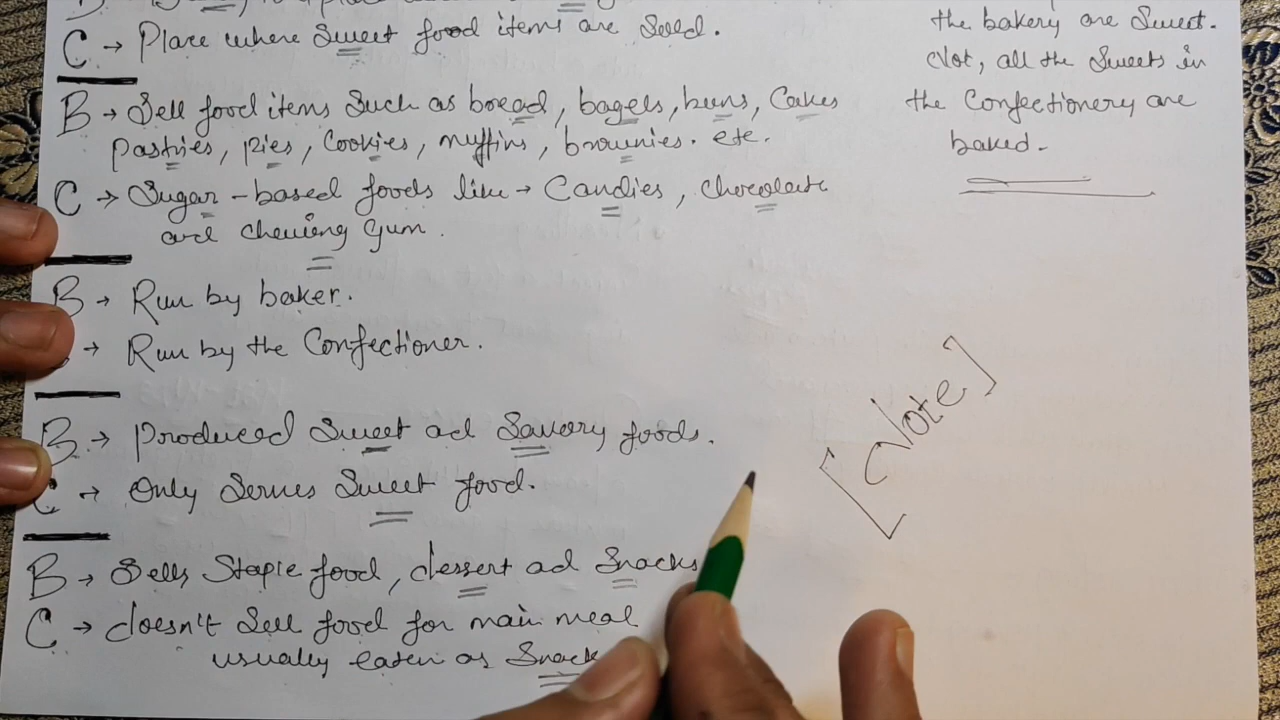 C → Place where Sweet food items are Sold.
B → Sell food items Such as bread, bagels, buns, Cakes
Pastries, pies, Cookies, muffins, brownies. etc.
C → Sugar-based foods like → Candies, chocolate
and chewing Gum.
B → Run by baker.
→ Run by the Confectioner.
B → Produced Sweet ad Savory foods.
C → Only Serves Sweet food.
B → Sells Staple food, dessert ad Snacks
C → doesn't Sell food for main meal
usually eaten as Snack
the bakery are Sweet.
Not, all the Sweets in
the Confectionery are
baked.
[Note]